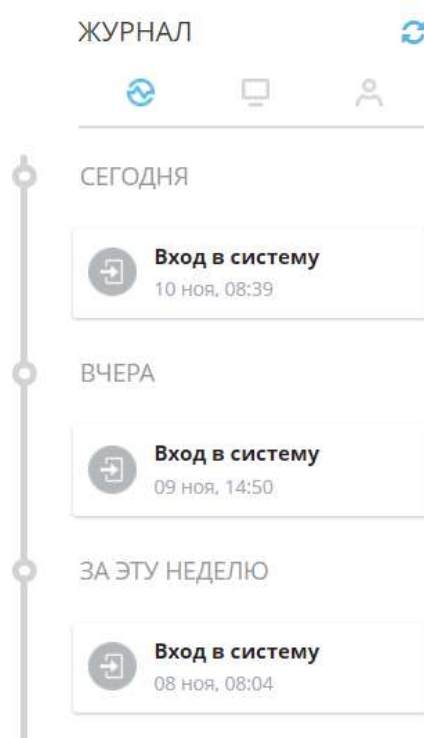 ЖУРНАЛ
СЕГОДНЯ
Вход в систему
10 ноя, 08:39
ВЧЕРА
Вход в систему
09 ноя, 14:50
ЗА ЭТУ НЕДЕЛЮ
Вход в систему
08 ноя, 08:04